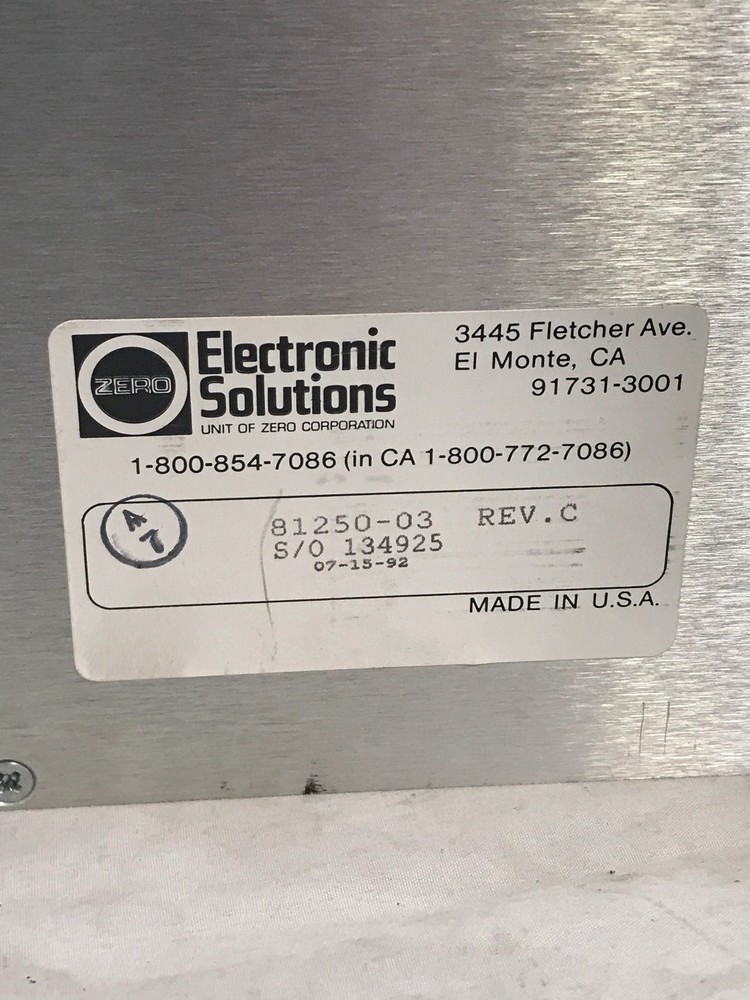 ZERO
Electronic
Solutions
UNIT OF ZERO CORPORATION
3445 Fletcher Ave.
El Monte, CA
91731-3001
1-800-854-7086 (in CA 1-800-772-7086)
81250-03 REV.C
S/O 134925
07-15-92
MADE IN U.S.A.